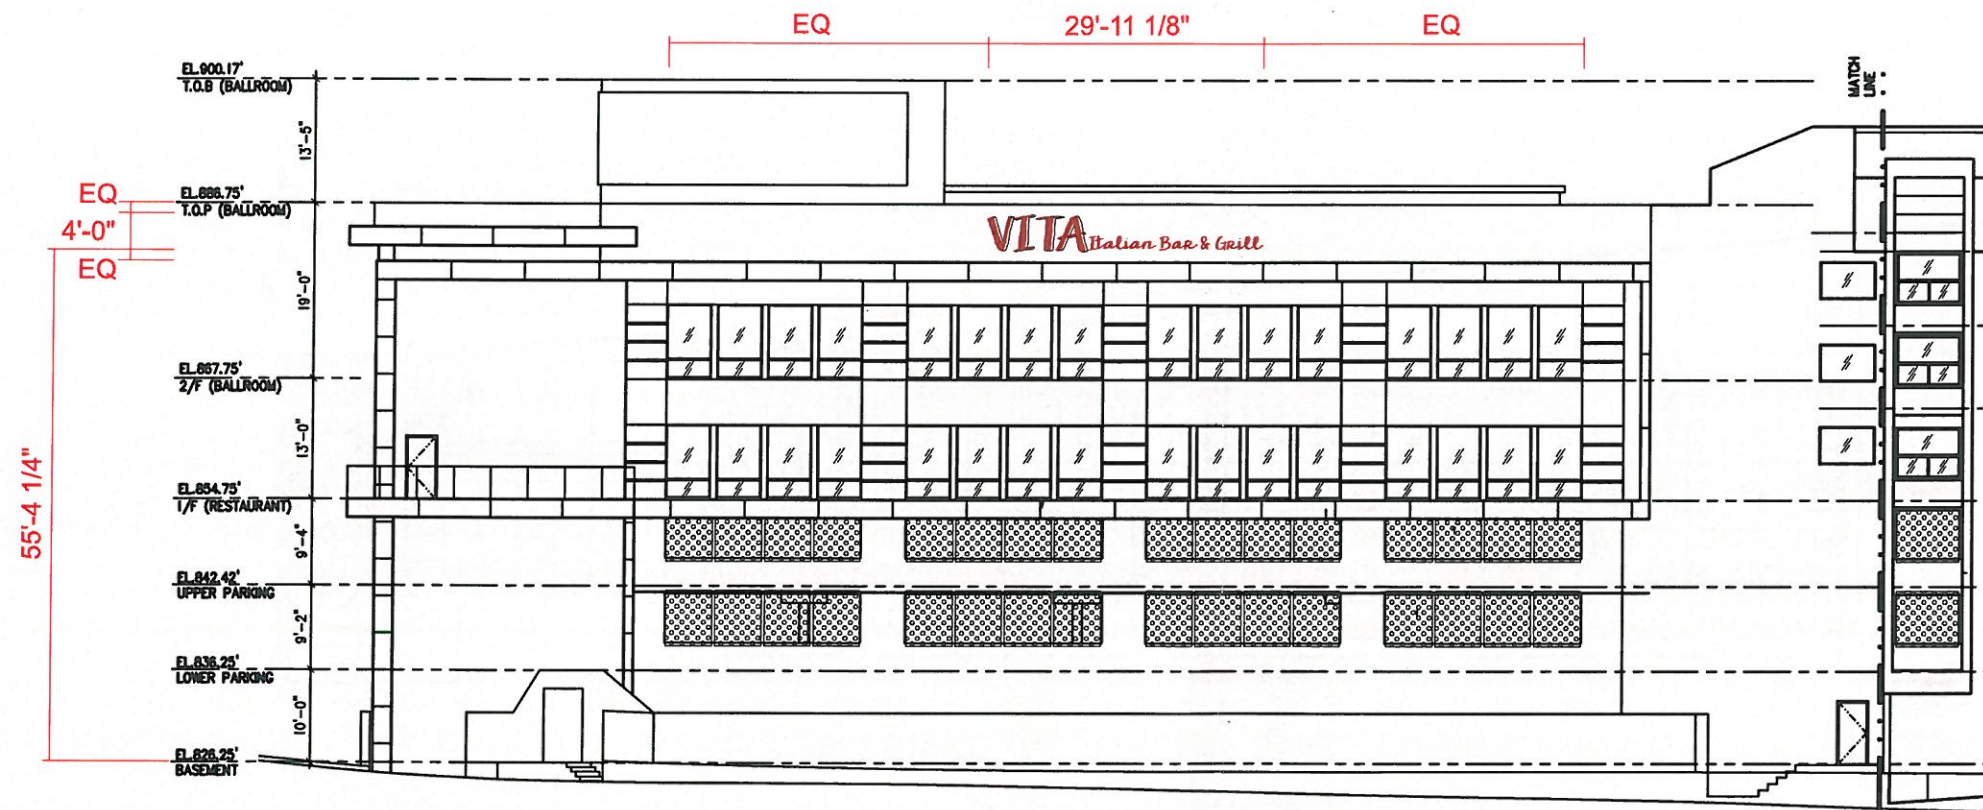 EQ 29'-11 1/8" EQ
EL.900.17'
T.O.B (BALLROOM)
MATCH
LINE
13'-5"
EQ
EL.886.75'
T.O.P (BALLROOM)
4'-0"
VITA Italian Bar & Grill
EQ
19'-0"
EL.867.75'
2/F (BALLROOM)
13'-0"
55'-4 1/4"
EL.854.75'
1/F (RESTAURANT)
9'-4"
EL.842.42'
UPPER PARKING
9'-2"
EL.836.25'
LOWER PARKING
10'-0"
EL.826.25'
BASEMENT